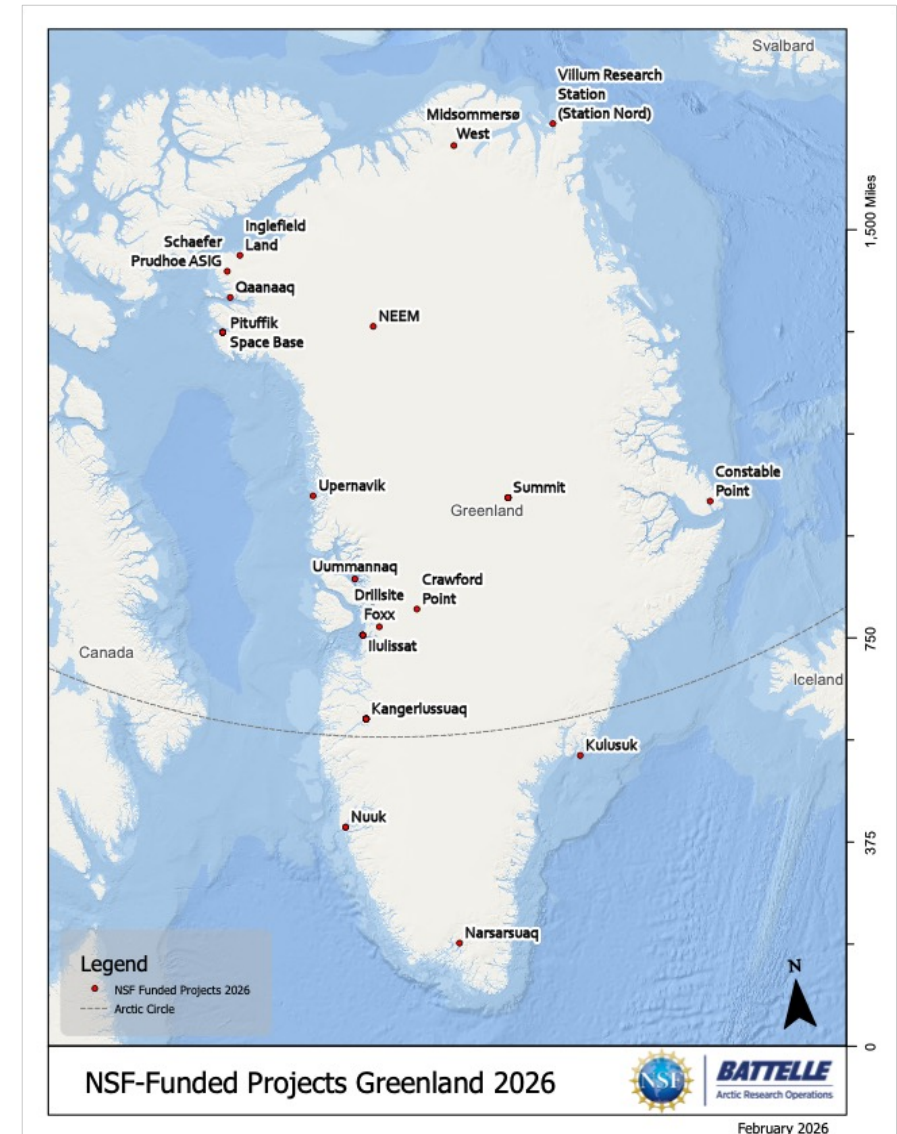 Svalbard
Villum Research
Station
(Station Nord)
Midsommersø
West
1,500 Miles
Inglefield
Land
Schaefer
Prudhoe ASIG
Qaanaaq
Pituffik
Space Base
NEEM
Upernavik
Summit
Greenland
Constable
Point
Uummannaq
Drillsite
Foxx
Crawford
Point
Ilulissat
750
Canada
Iceland
Kangerlussuaq
Kulusuk
Nuuk
375
Narsarsuaq
Legend
NSF Funded Projects 2026
Arctic Circle
N
0
NSF-Funded Projects Greenland 2026
NSF
BATTELLE
Arctic Research Operations
February 2026